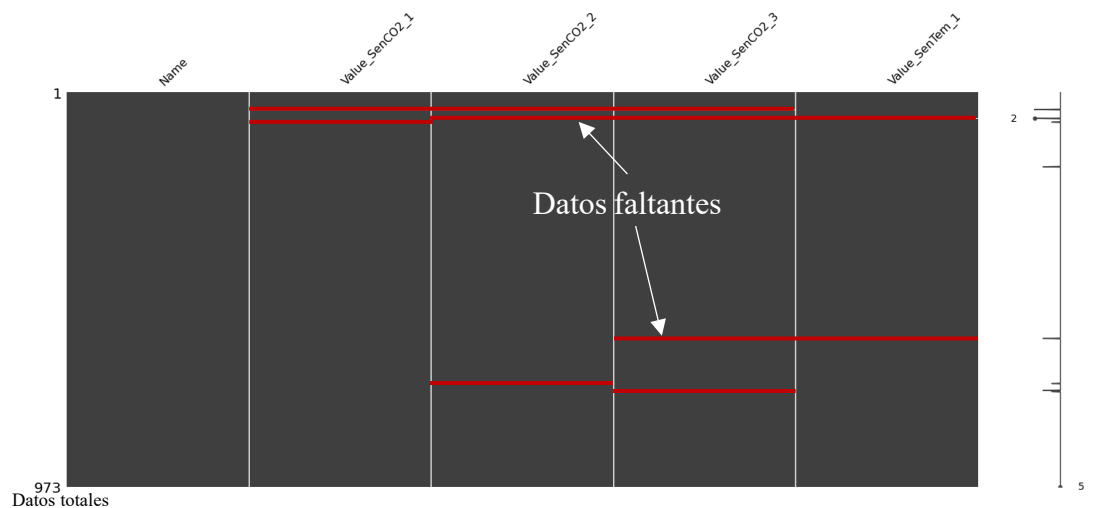 Name
Value_SenCO2_1
Value_SenCO2_2
Value_SenCO2_3
Value_SenTem_1
1
2
Datos faltantes
973
5
Datos totales